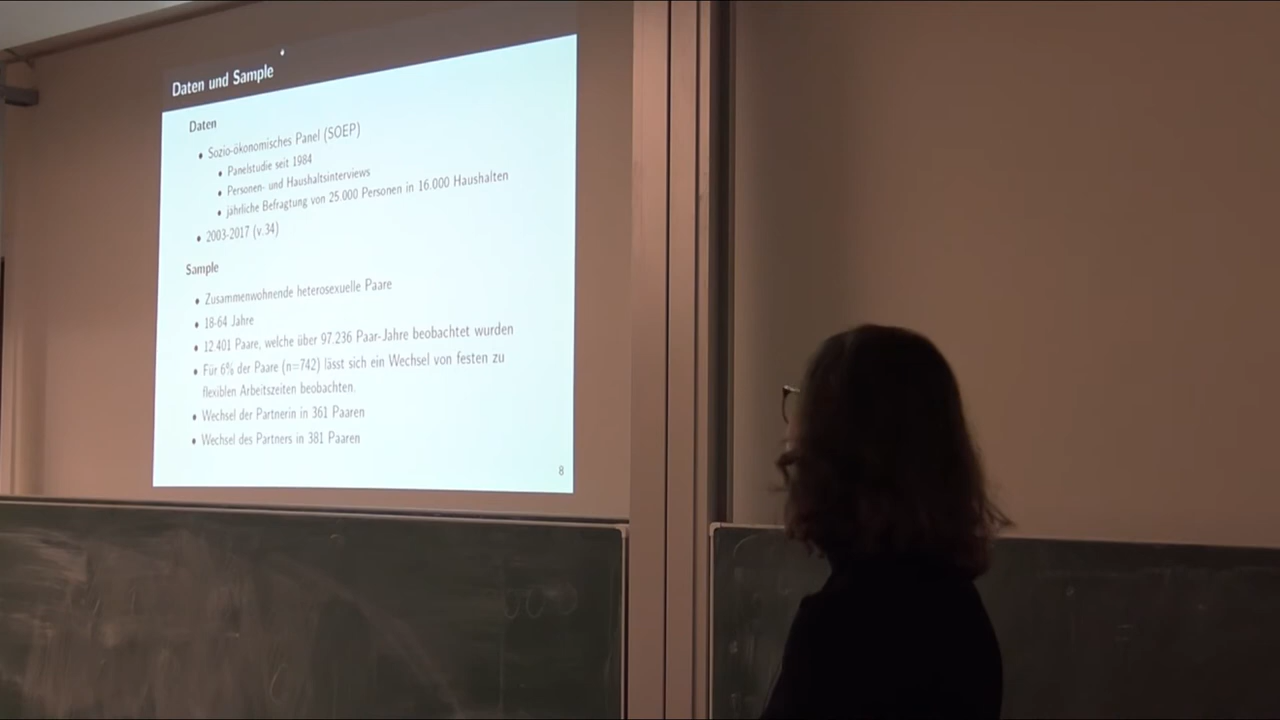 Daten und Sample
Daten
• Sozio-ökonomisches Panel (SOEP)
• Panelstudie seit 1984
• Personen- und Haushaltsinterviews
• jährliche Befragtung von 25.000 Personen in 16.000 Haushalten
• 2003-2017 (v.34)
Sample
• Zusammenwohnende heterosexuelle Paare
• 18-64 Jahre
• 12.401 Paare, welche über 97.236 Paar-Jahre beobachtet wurden
• Für 6% der Paare (n=742) lässt sich ein Wechsel von festen zu
flexiblen Arbeitszeiten beobachten.
• Wechsel der Partnerin in 361 Paaren
• Wechsel des Partners in 381 Paaren
8